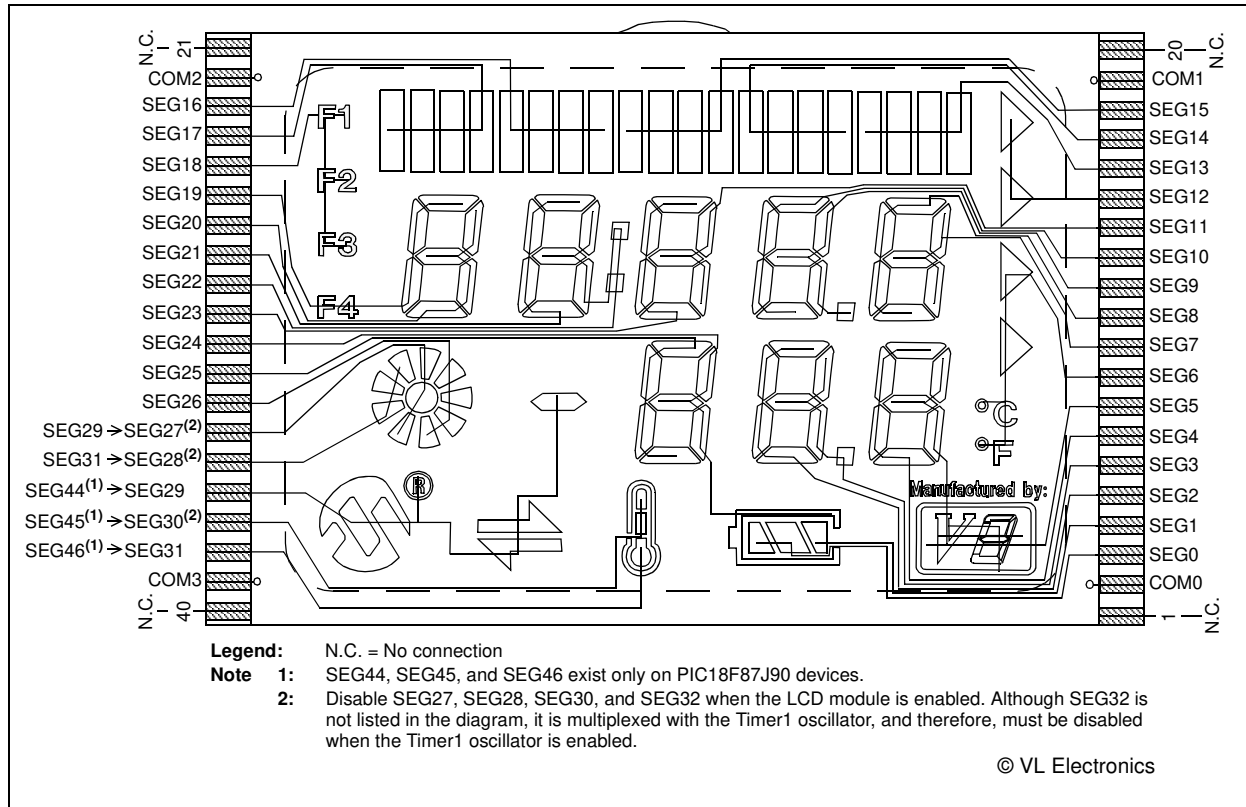 N.C. 21
COM2
SEG16
SEG17
SEG18
SEG19
SEG20
SEG21
SEG22
SEG23
SEG24
SEG25
SEG26
SEG29→SEG27(2)
SEG31→SEG28(2)
SEG44(1)→SEG29
SEG45(1)→SEG30(2)
SEG46(1)→SEG31
COM3
N.C. 40
F1
F2
F3
F4
®
°C
°F
Manufactured by:
20 N.C.
COM1
SEG15
SEG14
SEG13
SEG12
SEG11
SEG10
SEG9
SEG8
SEG7
SEG6
SEG5
SEG4
SEG3
SEG2
SEG1
SEG0
COM0
1 N.C.
Legend: N.C. = No connection
Note 1: SEG44, SEG45, and SEG46 exist only on PIC18F87J90 devices.
2: Disable SEG27, SEG28, SEG30, and SEG32 when the LCD module is enabled. Although SEG32 is
not listed in the diagram, it is multiplexed with the Timer1 oscillator, and therefore, must be disabled
when the Timer1 oscillator is enabled.
© VL Electronics